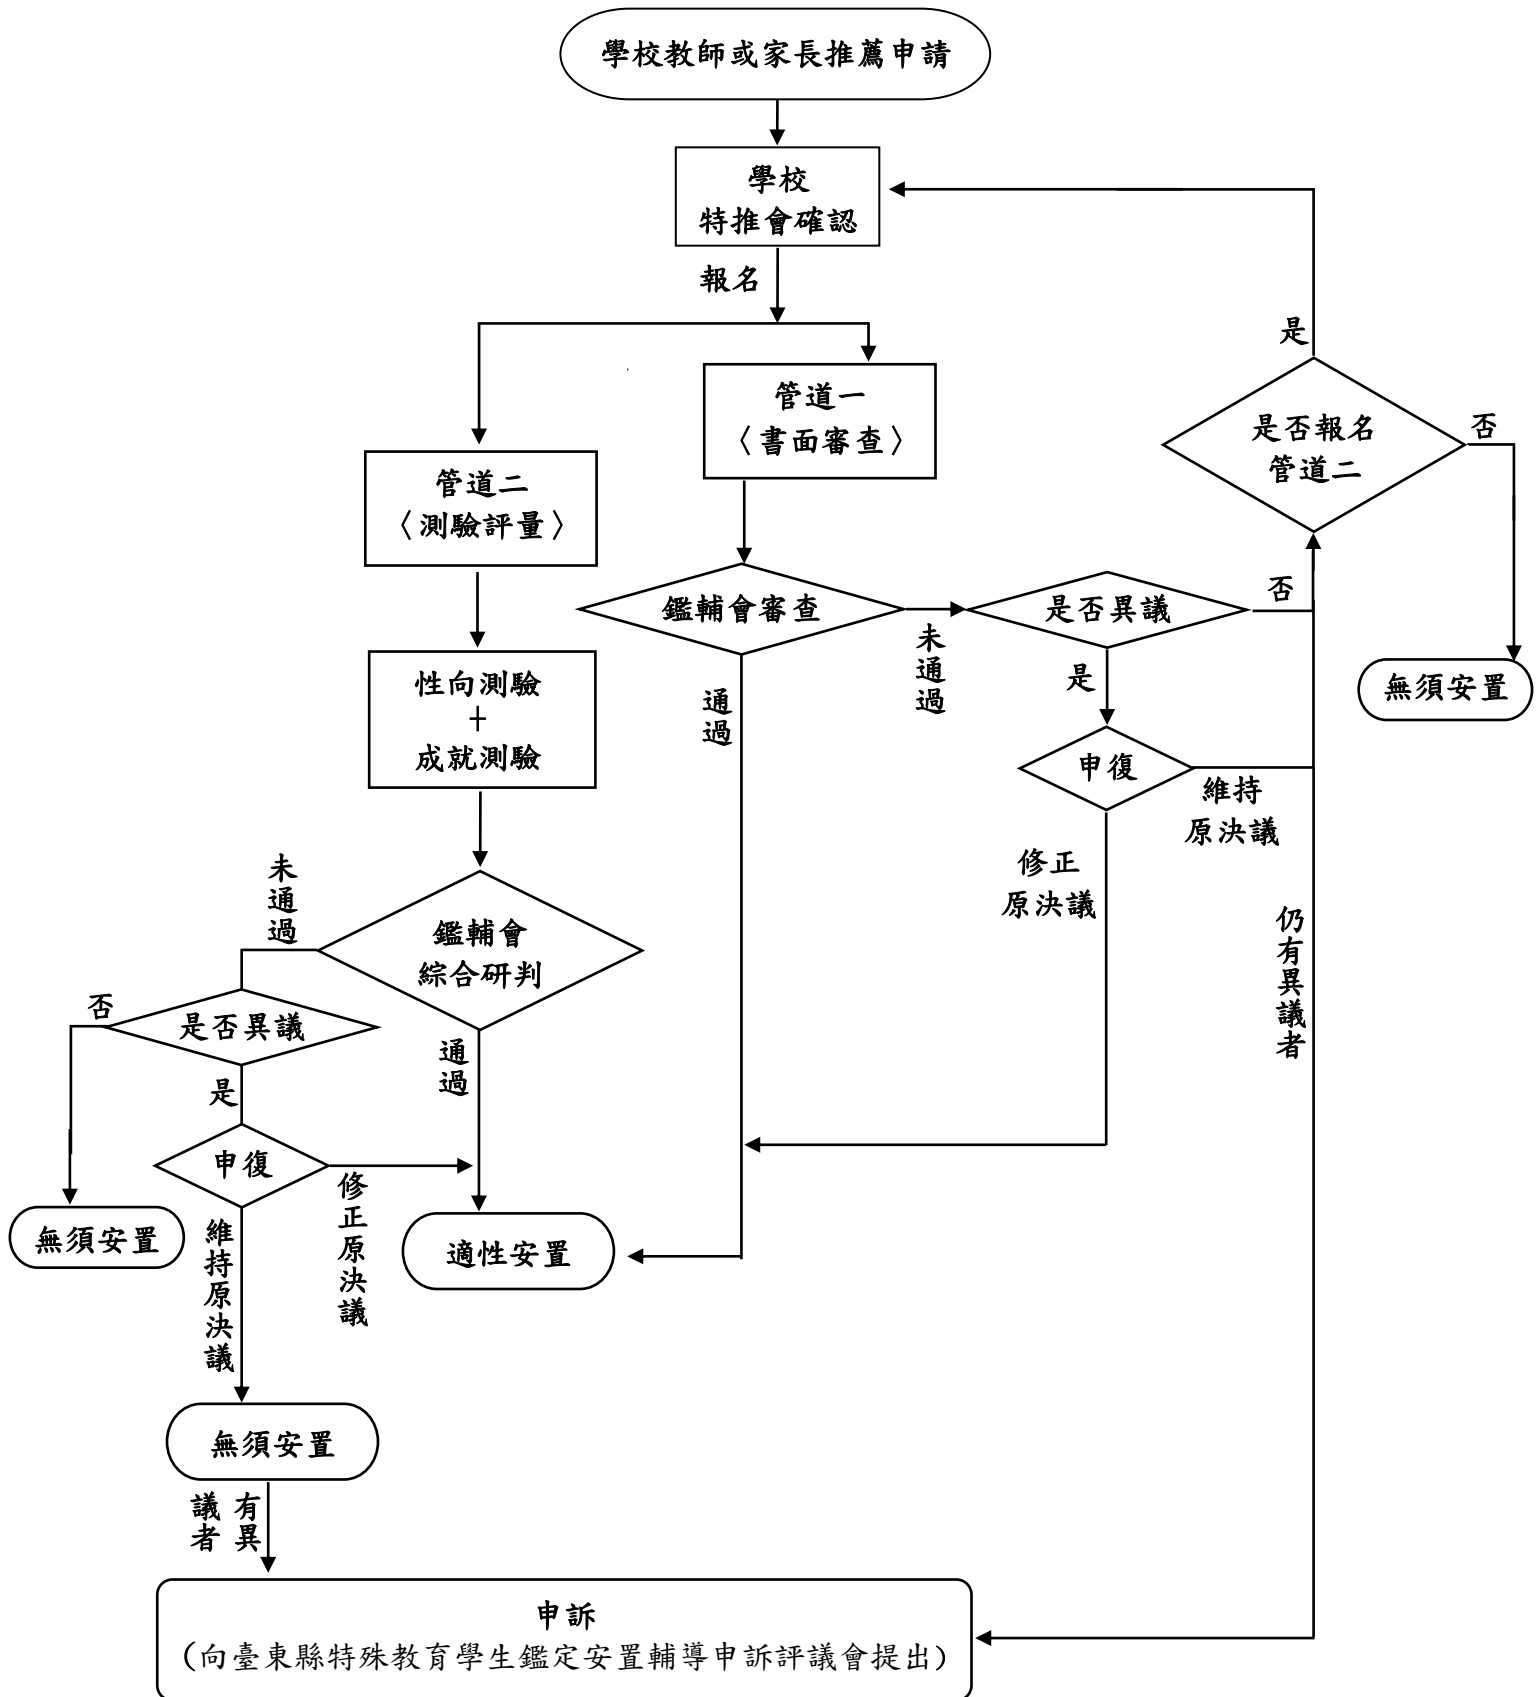 學校教師或家長推薦申請
學校
特推會確認
報名
是
管道一
〈書面審查〉
是否報名
管道二
否
管道二
〈測驗評量〉
鑑輔會審查
未通過
是否異議
否
通過
是
無須安置
性向測驗
+
成就測驗
申復
維持
原決議
修正
原決議
仍有異議者
未通過
鑑輔會
綜合研判
否
是否異議
通過
是
申復
修正原決議
維持原決議
無須安置
適性安置
無須安置
有異
議者
申訴
(向臺東縣特殊教育學生鑑定安置輔導申訴評議會提出)